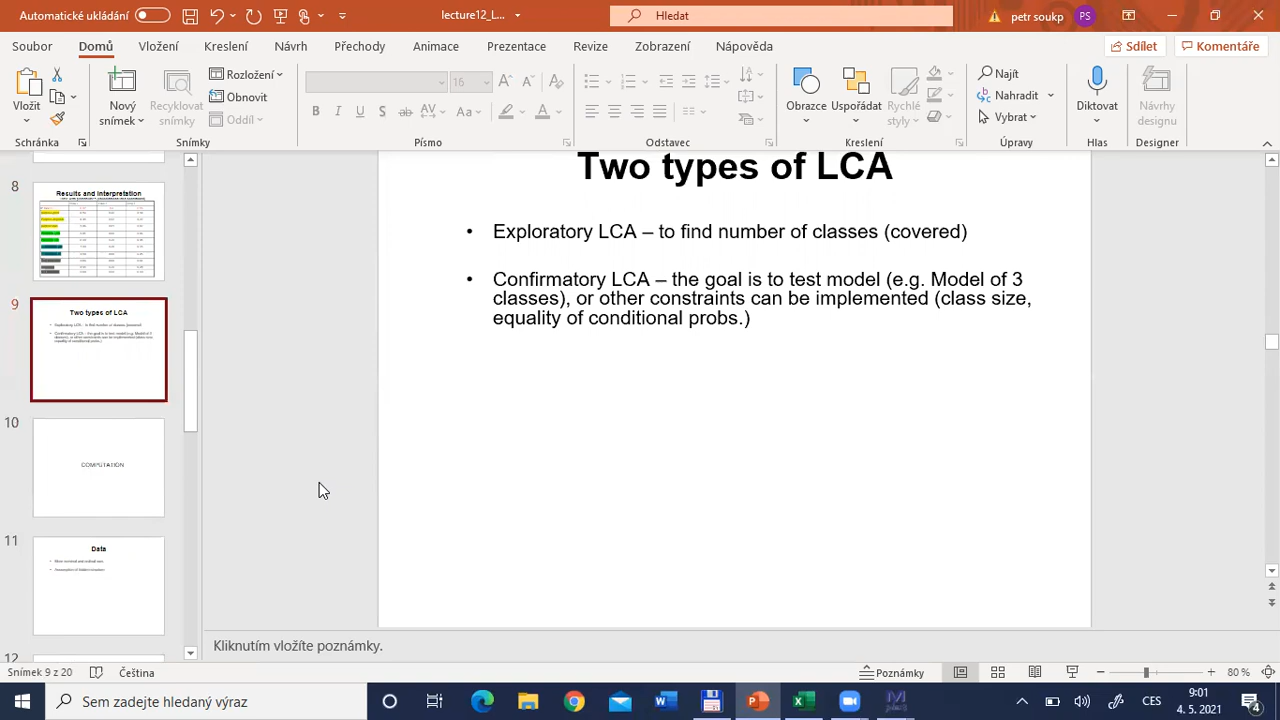 Automatické ukládání
lecture12_L...
Hledat
petr soukp
PS
Soubor
Domů
Vložení
Kreslení
Návrh
Přechody
Animace
Prezentace
Revize
Zobrazení
Nápověda
Sdílet
Komentáře
Vložit
Nový
snímek
Recyklovat
snímky
Rozložení
Obnovit
Oddíl
16
Obrazce
Uspořádat
Rychlé
styly
Najít
Nahradit
Vybrat
Diktovat
Návrhy
designu
Schránka
Snímky
Písmo
Odstavec
Kreslení
Úpravy
Hlas
Designer
8
Results and Interpretation
9
Two types of LCA
10
COMPUTATION
11
Data
12
Two types of LCA
• Exploratory LCA – to find number of classes (covered)
• Confirmatory LCA – the goal is to test model (e.g. Model of 3
classes), or other constraints can be implemented (class size,
equality of conditional probs.)
Kliknutím vložíte poznámky.
Snímek 9 z 20
Čeština
Poznámky
80 %
Sem zadejte hledaný výraz
CES
9:01
4. 5. 2021
4